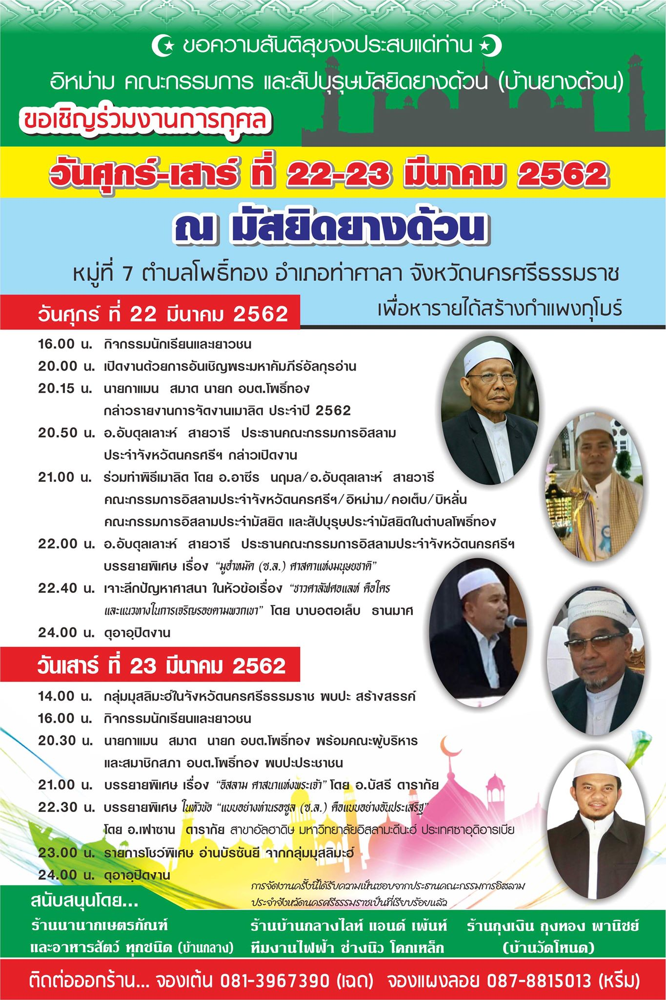 ขอความสันติสุขจงประสบแด่ท่าน
อิหม่าม คณะกรรมการ และสัปบุรุษมัสยิดยางด้วน (บ้านยางด้วน)
ขอเชิญร่วมงานการกุศล
วันศุกร์-เสาร์ ที่ 22-23 มีนาคม 2562
ณ มัสยิดยางด้วน
หมู่ที่ 7 ตำบลโพธิ์ทอง อำเภอท่าศาลา จังหวัดนครศรีธรรมราช
เพื่อหารายได้สร้างกำแพงกุโบร์
วันศุกร์ ที่ 22 มีนาคม 2562
16.00 น. กิจกรรมนักเรียนและเยาวชน
20.00 น. เปิดงานด้วยการอันเชิญพระมหาคัมภีร์อัลกุรอ่าน
20.15 น. นายกาแมน สมาด นายก อบต.โพธิ์ทอง
กล่าวรายงานการจัดงานเมาลิด ประจำปี 2562
20.50 น. อ.อับดุลเลาะห์ สายวารี ประธานคณะกรรมการอิสลาม
ประจำจังหวัดนครศรีฯ กล่าวเปิดงาน
21.00 น. ร่วมทำพิธีเมาลิด โดย อ.อาซีร นฤมล/อ.อับดุลเลาะห์ สายวารี
คณะกรรมการอิสลามประจำจังหวัดนครศรีฯ/อิหม่าม/คอเต็บ/บิหลั่น
คณะกรรมการอิสลามประจำมัสยิด และสัปบุรุษประจำมัสยิดในตำบลโพธิ์ทอง
22.00 น. อ.อับดุลเลาะห์ สายวารี ประธานคณะกรรมการอิสลามประจำจังหวัดนครศรีฯ
บรรยายพิเศษ เรื่อง “มูฮำหมัด (ซ.ล.) ศาสดาแห่งมนุษยชาติ”
22.40 น. เจาะลึกปัญหาศาสนา ในหัวข้อเรื่อง “ชาวศาลัฟศอแลห์ คือใคร
และแนวทางในการเจริญรอยตามพวกเขา” โดย บาบอตอเล็บ ธานมาศ
24.00 น. ดุอาอฺปิดงาน
วันเสาร์ ที่ 23 มีนาคม 2562
14.00 น. กลุ่มมุสลิมะฮ์ในจังหวัดนครศรีธรรมราช พบปะ สร้างสรรค์
16.00 น. กิจกรรมนักเรียนและเยาวชน
20.30 น. นายกาแมน สมาด นายก อบต.โพธิ์ทอง พร้อมคณะผู้บริหาร
และสมาชิกสภา อบต.โพธิ์ทอง พบปะประชาชน
21.00 น. บรรยายพิเศษ เรื่อง “อิสลาม ศาสนาแห่งพระเจ้า” โดย อ.บัสรี ดารากัย
22.30 น. บรรยายพิเศษ ในหัวข้อ “แบบอย่างท่านรอซูล (ซ.ล.) คือแบบอย่างอันประเสริฐ”
โดย อ.เฟาซาน ดารากัย สาขาอัลฮาดิษ มหาวิทยาลัยอิสลามะดีนะฮ์ ประเทศซาอุดิอารเบีย
23.00 น. รายการโชว์พิเศษ อ่านบัรซันยี จากกลุ่มมุสลิมะฮ์
24.00 น. ดุอาอฺปิดงาน
การจัดงานครั้งนี้ได้รับความเห็นชอบจากประธานคณะกรรมการอิสลาม
ประจำจังหวัดนครศรีธรรมราชเป็นที่เรียบร้อยแล้ว
สนับสนุนโดย...
ร้านนานากเษตรภัณฑ์
และอาหารสัตว์ ทุกชนิด (บ้านกลาง)
ร้านบ้านกลางไลท์ แอนด์ เพ้นท์
ทีมงานไฟฟ้า ช่างนิว โคกเหล็ก
ร้านถุงเงิน ถุงทอง พานิชย์
(บ้านวัดโหนด)
ติดต่อออกร้าน... จองเต้น 081-3967390 (เฉด) จองแผงลอย 087-8815013 (หรีม)